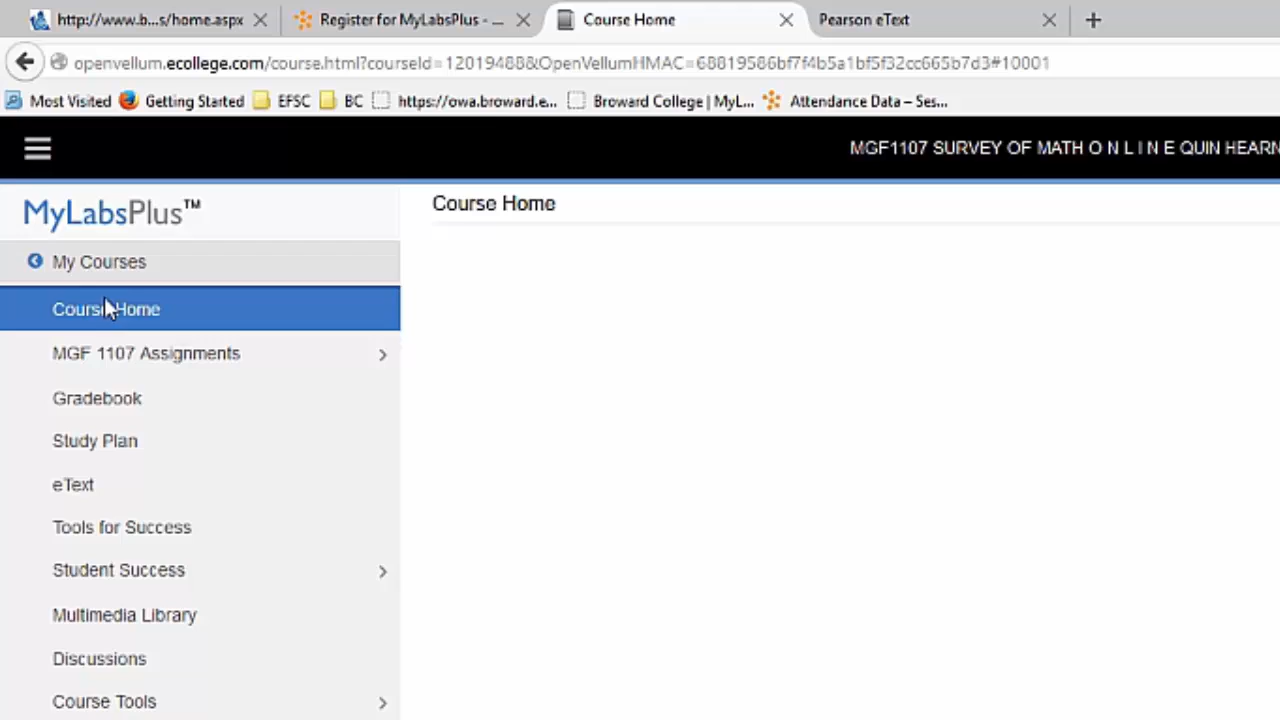 http://www.b...s/home.aspx
Register for MyLabsPlus - ...
Course Home
Pearson eText
openvellum.ecollege.com/course.html?courseId=12019488&OpenVellumHMAC=68819586bf7f4b5a1bf5f32cc665b7d3#10001
Most Visited Getting Started EFSC BC https://owa.broward.e... Broward College | MyL... Attendance Data – Ses...
MGF1107 SURVEY OF MATH O N L I N E QUIN HEARN
MyLabsPlus™
Course Home
My Courses
Course Home
MGF 1107 Assignments
Gradebook
Study Plan
eText
Tools for Success
Student Success
Multimedia Library
Discussions
Course Tools